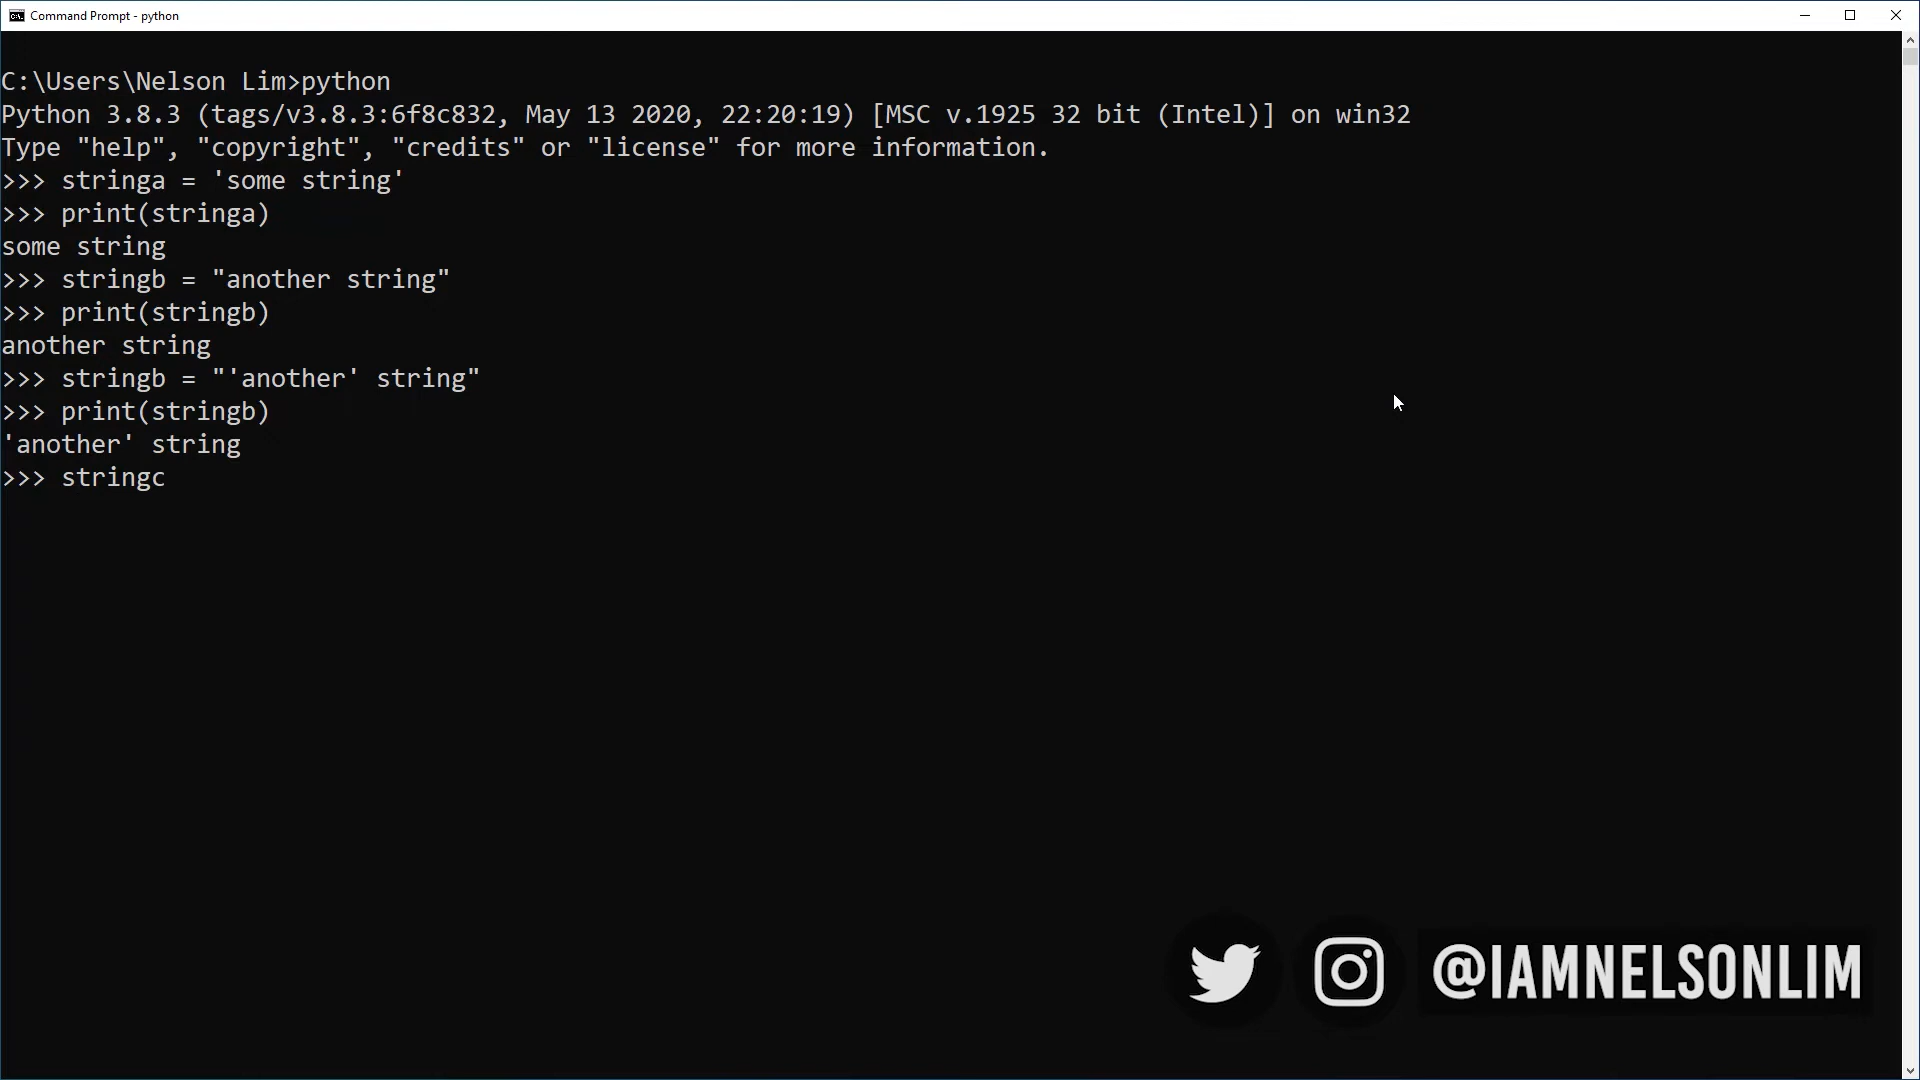 Command Prompt - python
C:\Users\Nelson Lim>python
Python 3.8.3 (tags/v3.8.3:6f8c832, May 13 2020, 22:20:19) [MSC v.1925 32 bit (Intel)] on win32
Type "help", "copyright", "credits" or "license" for more information.
>>> stringa = 'some string'
>>> print(stringa)
some string
>>> stringb = "another string"
>>> print(stringb)
another string
>>> stringb = "'another' string"
>>> print(stringb)
'another' string
>>> stringc
@IAMNELSONLIM